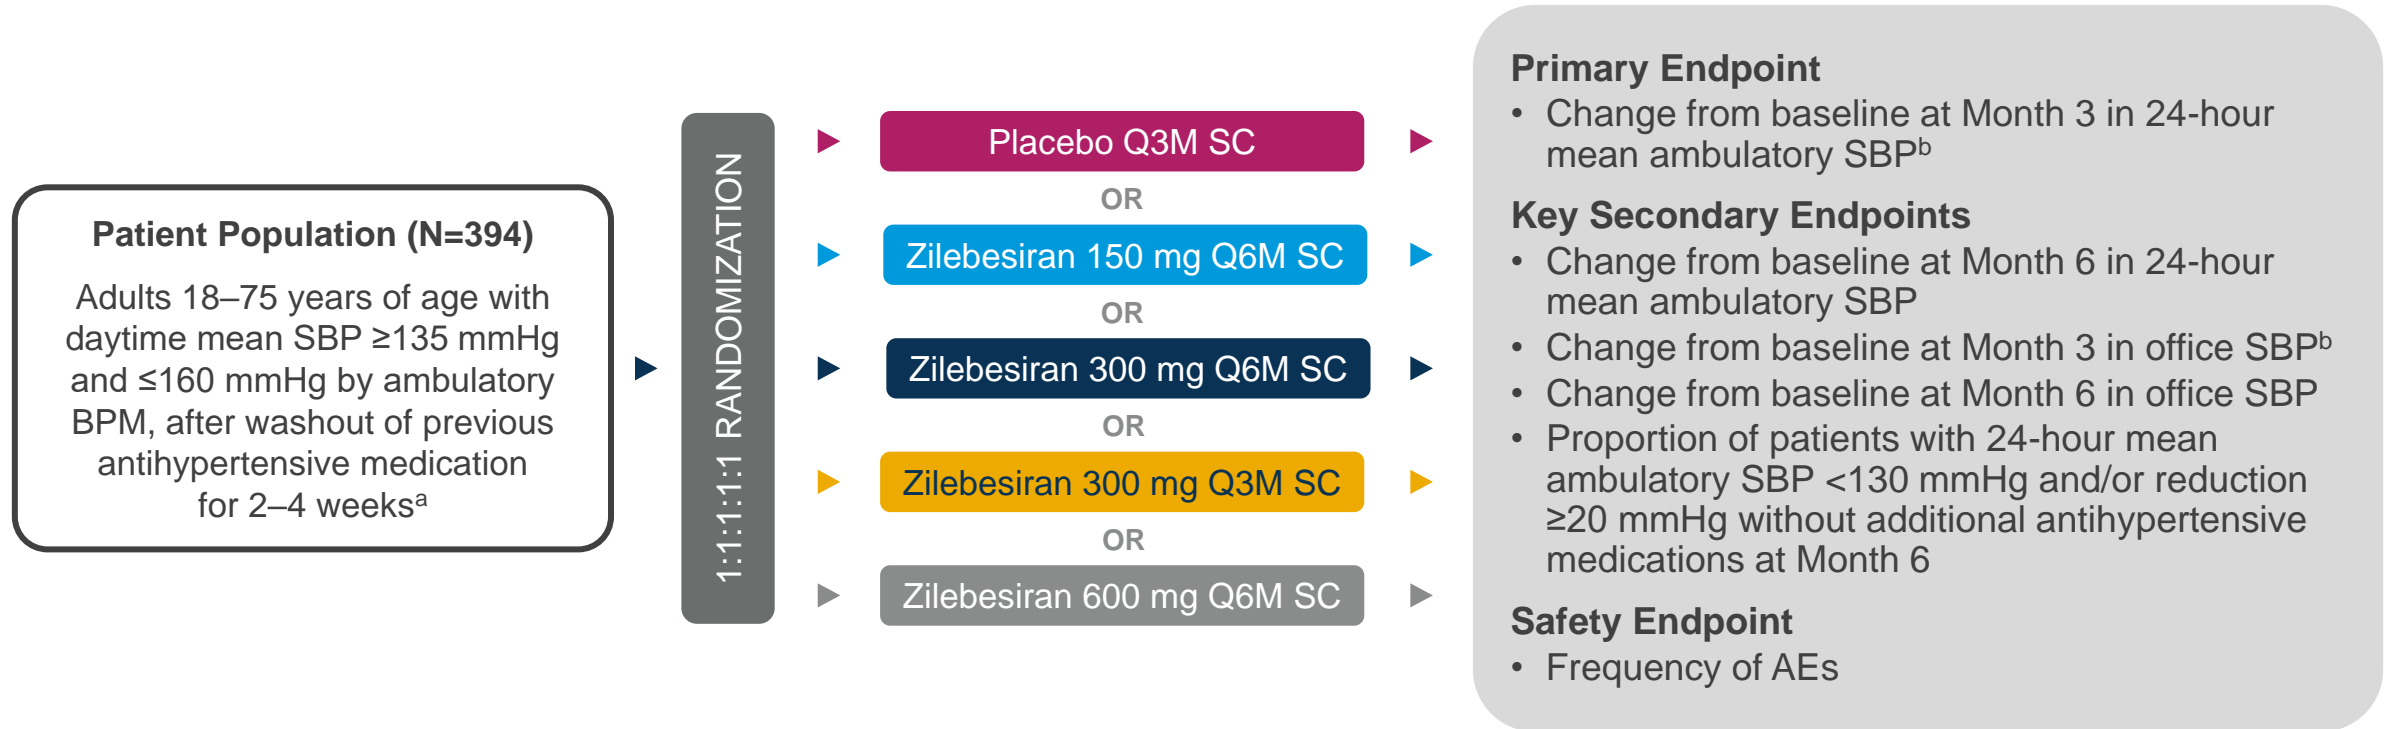 Patient Population (N=394)
Adults 18–75 years of age with
daytime mean SBP ≥135 mmHg
and ≤160 mmHg by ambulatory
BPM, after washout of previous
antihypertensive medication
for 2–4 weeksᵃ
1:1:1:1:1 RANDOMIZATION
Placebo Q3M SC
OR
Zilebesiran 150 mg Q6M SC
OR
Zilebesiran 300 mg Q6M SC
OR
Zilebesiran 300 mg Q3M SC
OR
Zilebesiran 600 mg Q6M SC
Primary Endpoint
• Change from baseline at Month 3 in 24-hour
mean ambulatory SBPᵇ
Key Secondary Endpoints
• Change from baseline at Month 6 in 24-hour
mean ambulatory SBP
• Change from baseline at Month 3 in office SBPᵇ
• Change from baseline at Month 6 in office SBP
• Proportion of patients with 24-hour mean
ambulatory SBP <130 mmHg and/or reduction
≥20 mmHg without additional antihypertensive
medications at Month 6
Safety Endpoint
• Frequency of AEs